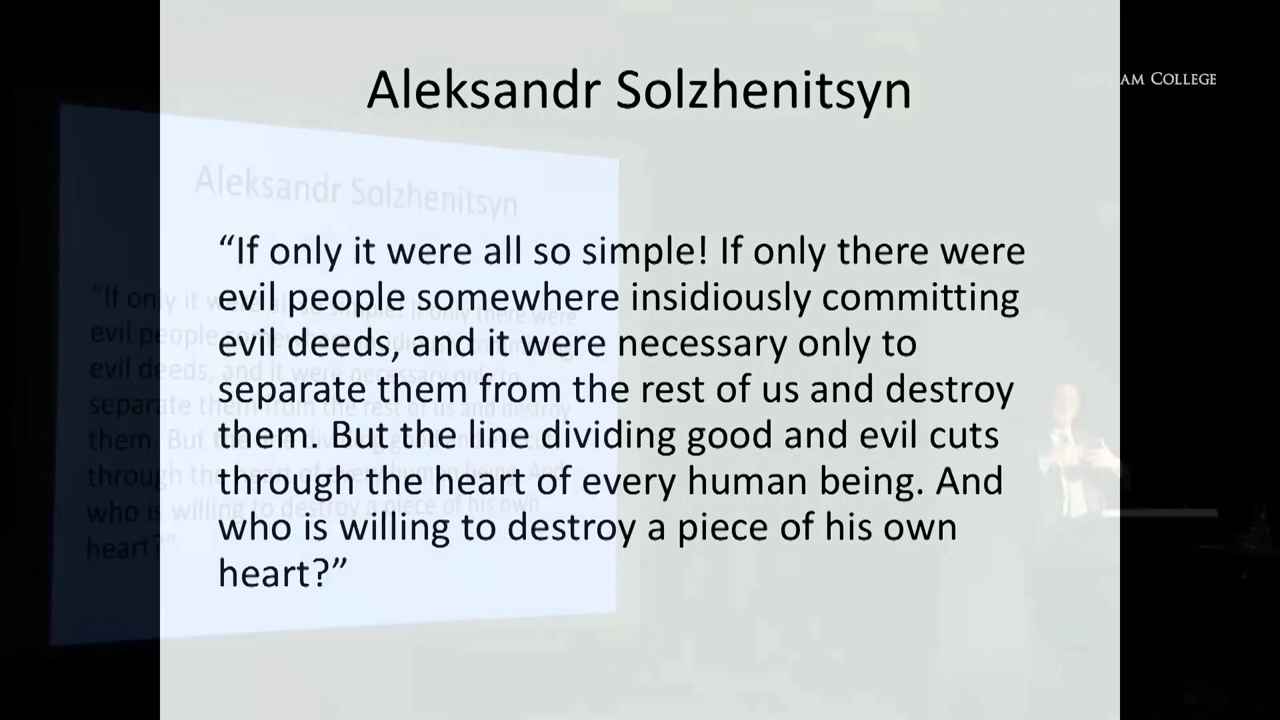 Aleksandr Solzhenitsyn
AM COLLEGE
“If only it were all so simple! If only there were
evil people somewhere insidiously committing
evil deeds, and it were necessary only to
separate them from the rest of us and destroy
them. But the line dividing good and evil cuts
through the heart of every human being. And
who is willing to destroy a piece of his own
heart?”
Aleksandr Solzhenitsyn